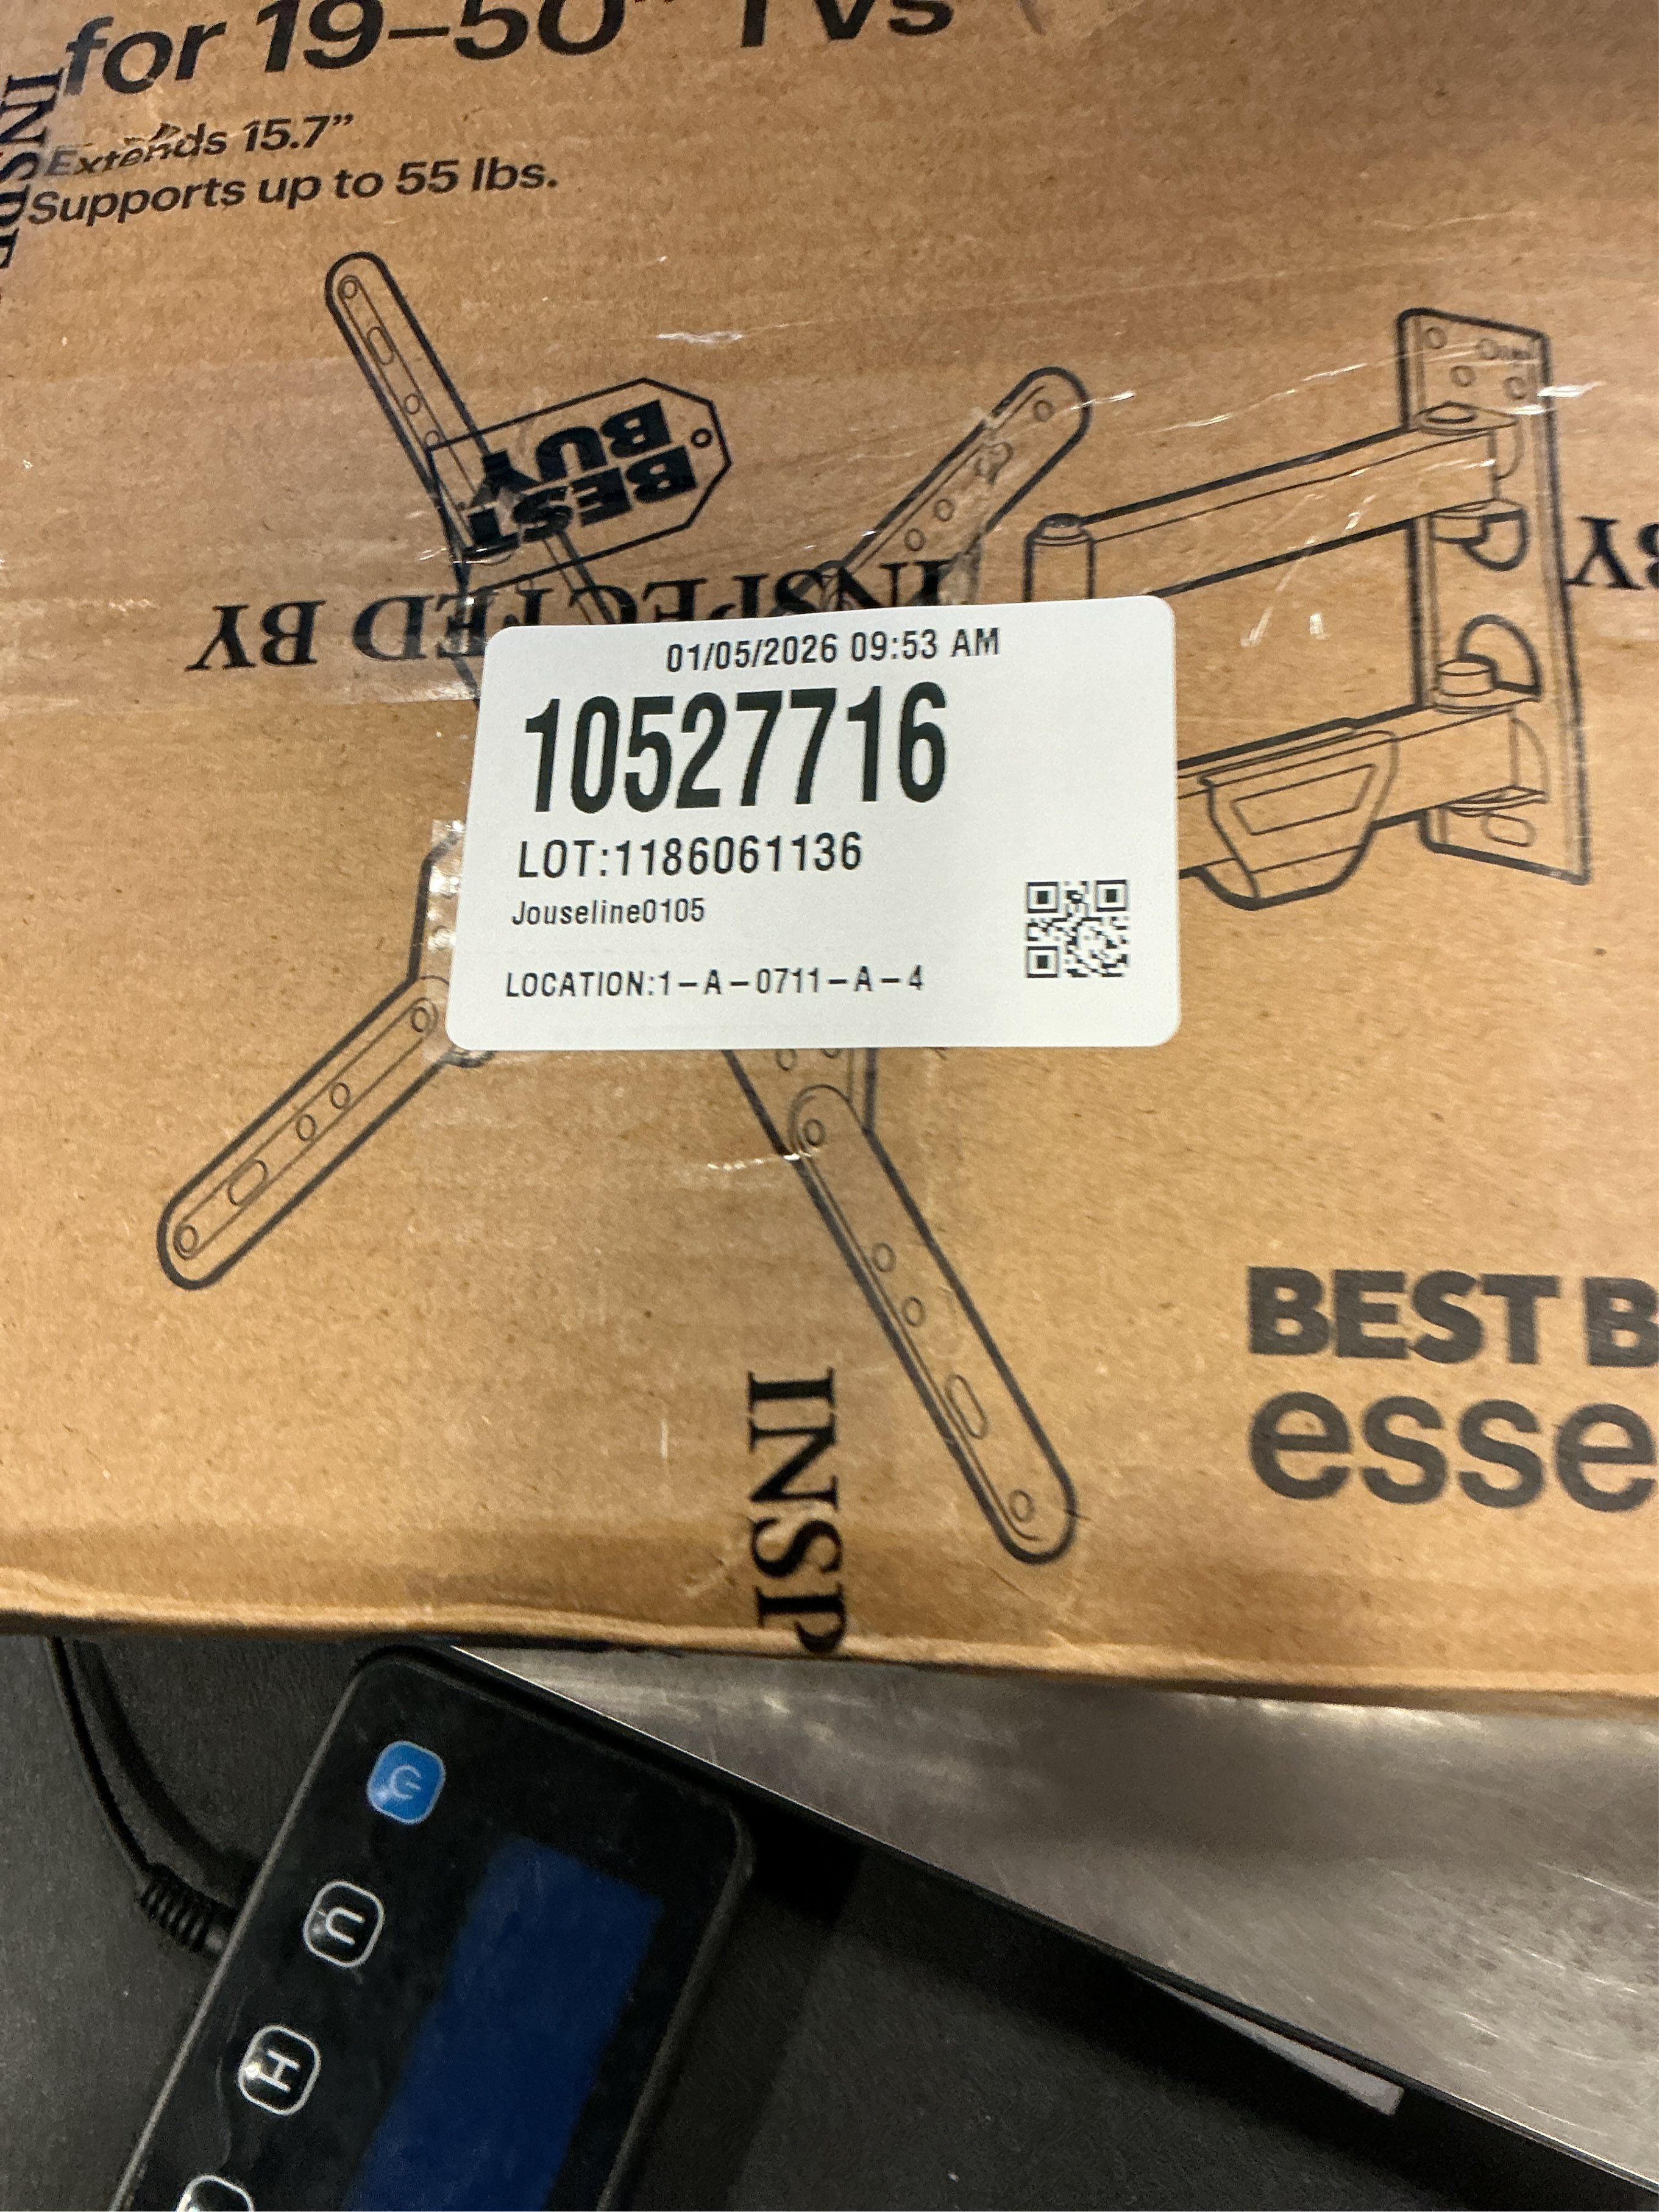 for 19–50" TVs
Extends 15.7”
Supports up to 55 lbs.
BEST
BUY
INSPECTED BY
BY
01/05/2026 09:53 AM
10527716
LOT:1186061136
Jouseline0105
LOCATION:1-A-0711-A-4
BEST B
esse
INSP
U
H